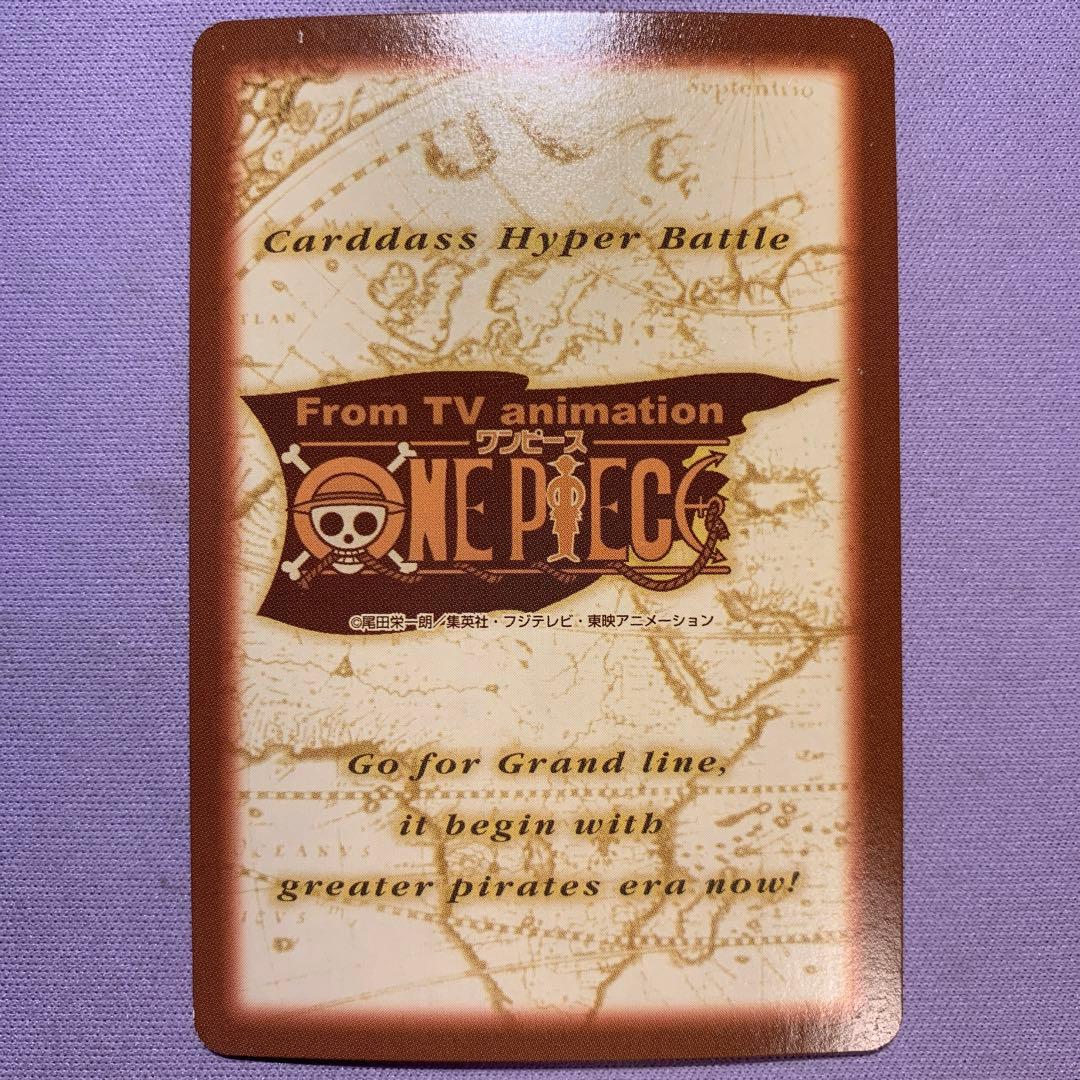 Septentrio
Carddass Hyper Battle
TLAN
From TV animation
ワンピース
ONE PIECE
©尾田栄一朗/集英社・フジテレビ・東映アニメーション
Go for Grand line,
it begin with
greater pirates era now!